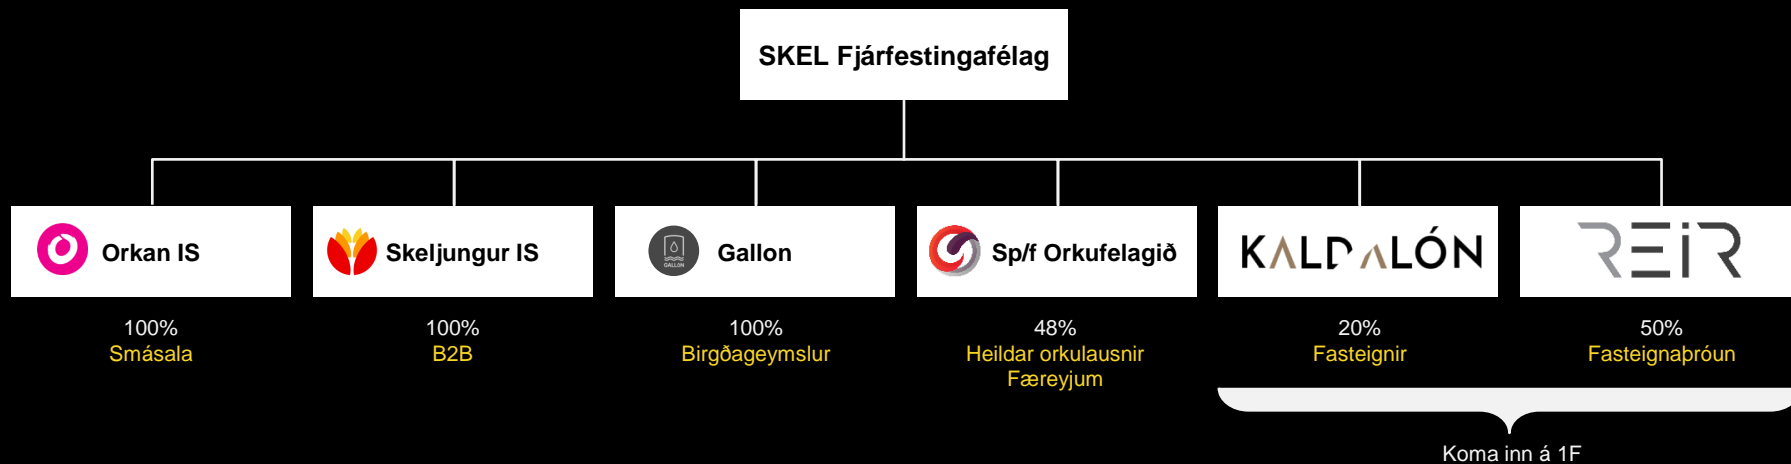 SKEL Fjárfestingafélag
Orkan IS
Skeljungur IS
GALLON
Gallon
Sp/f Orkufelagið
KALDALÓN
REIR
100%
Smásala
100%
B2B
100%
Birgðageymslur
48%
Heildar orkulausnir
Færeyjum
20%
Fasteignir
50%
Fasteignaþróun
Koma inn á 1F